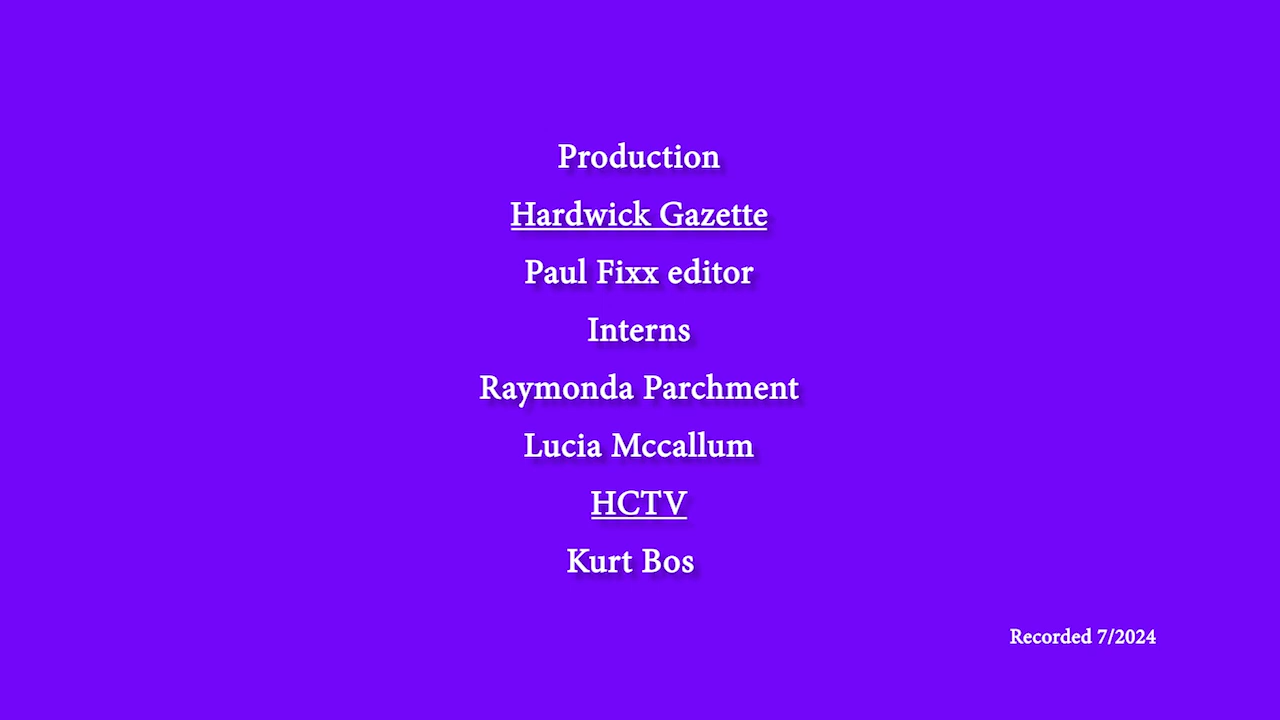 Production
Hardwick Gazette
Paul Fixx editor
Interns
Raymonda Parchment
Lucia Mccallum
HCTV
Kurt Bos
Recorded 7/2024